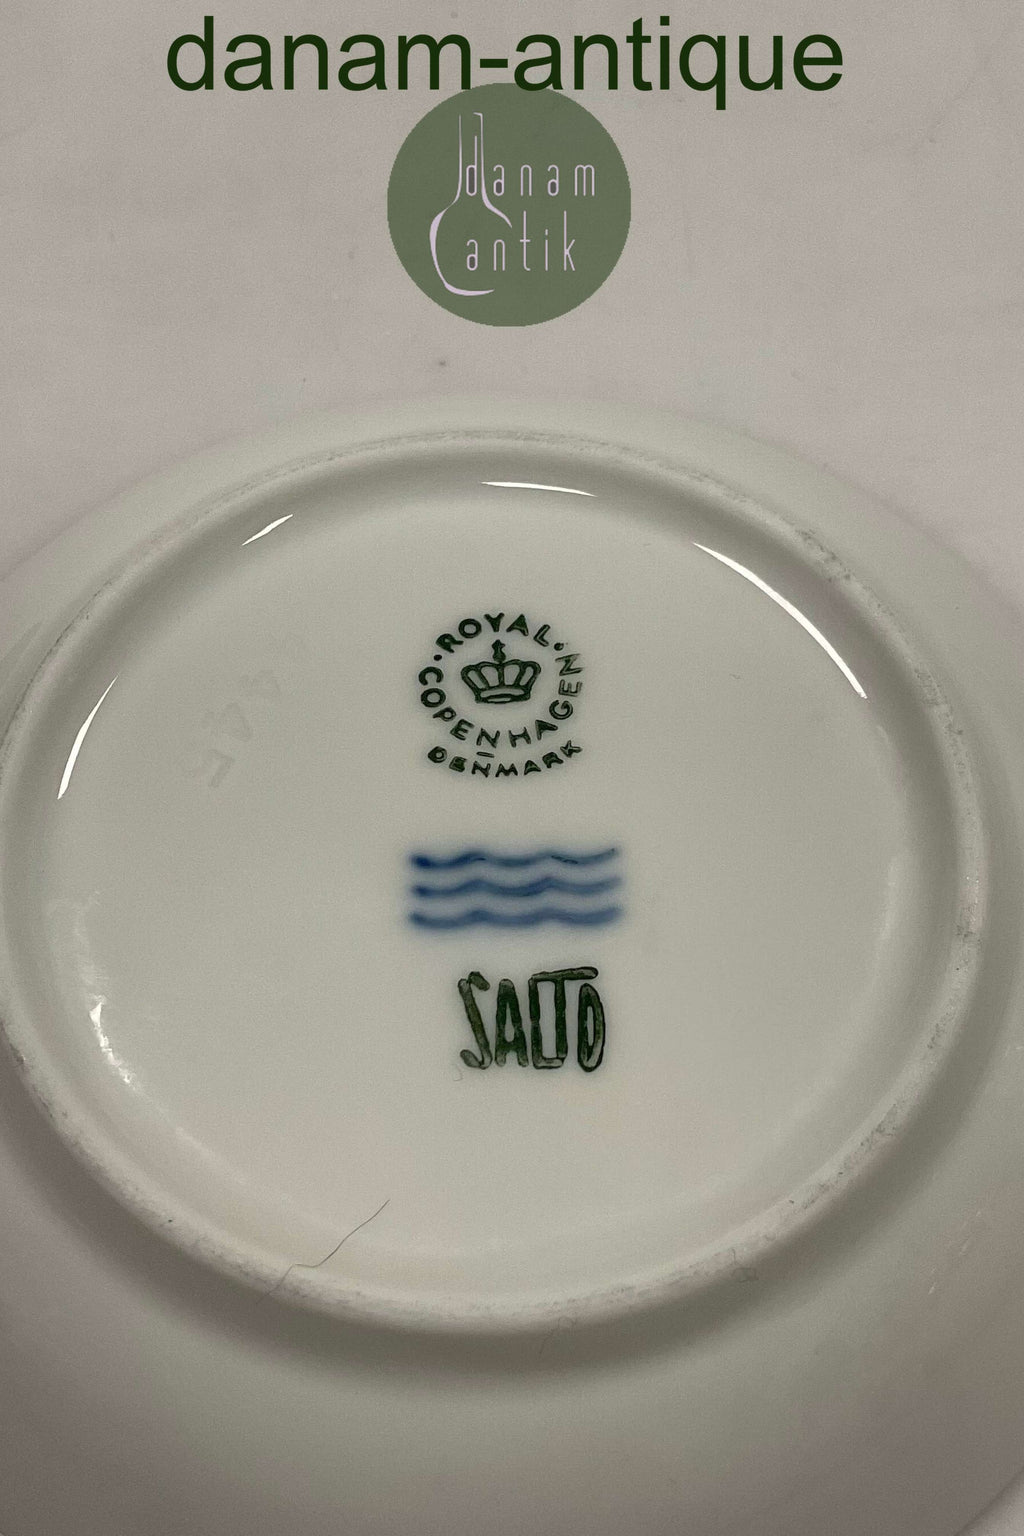 danam-antique
danam
antik
·ROYAL·
COPENHAGEN
DENMARK
SALTO